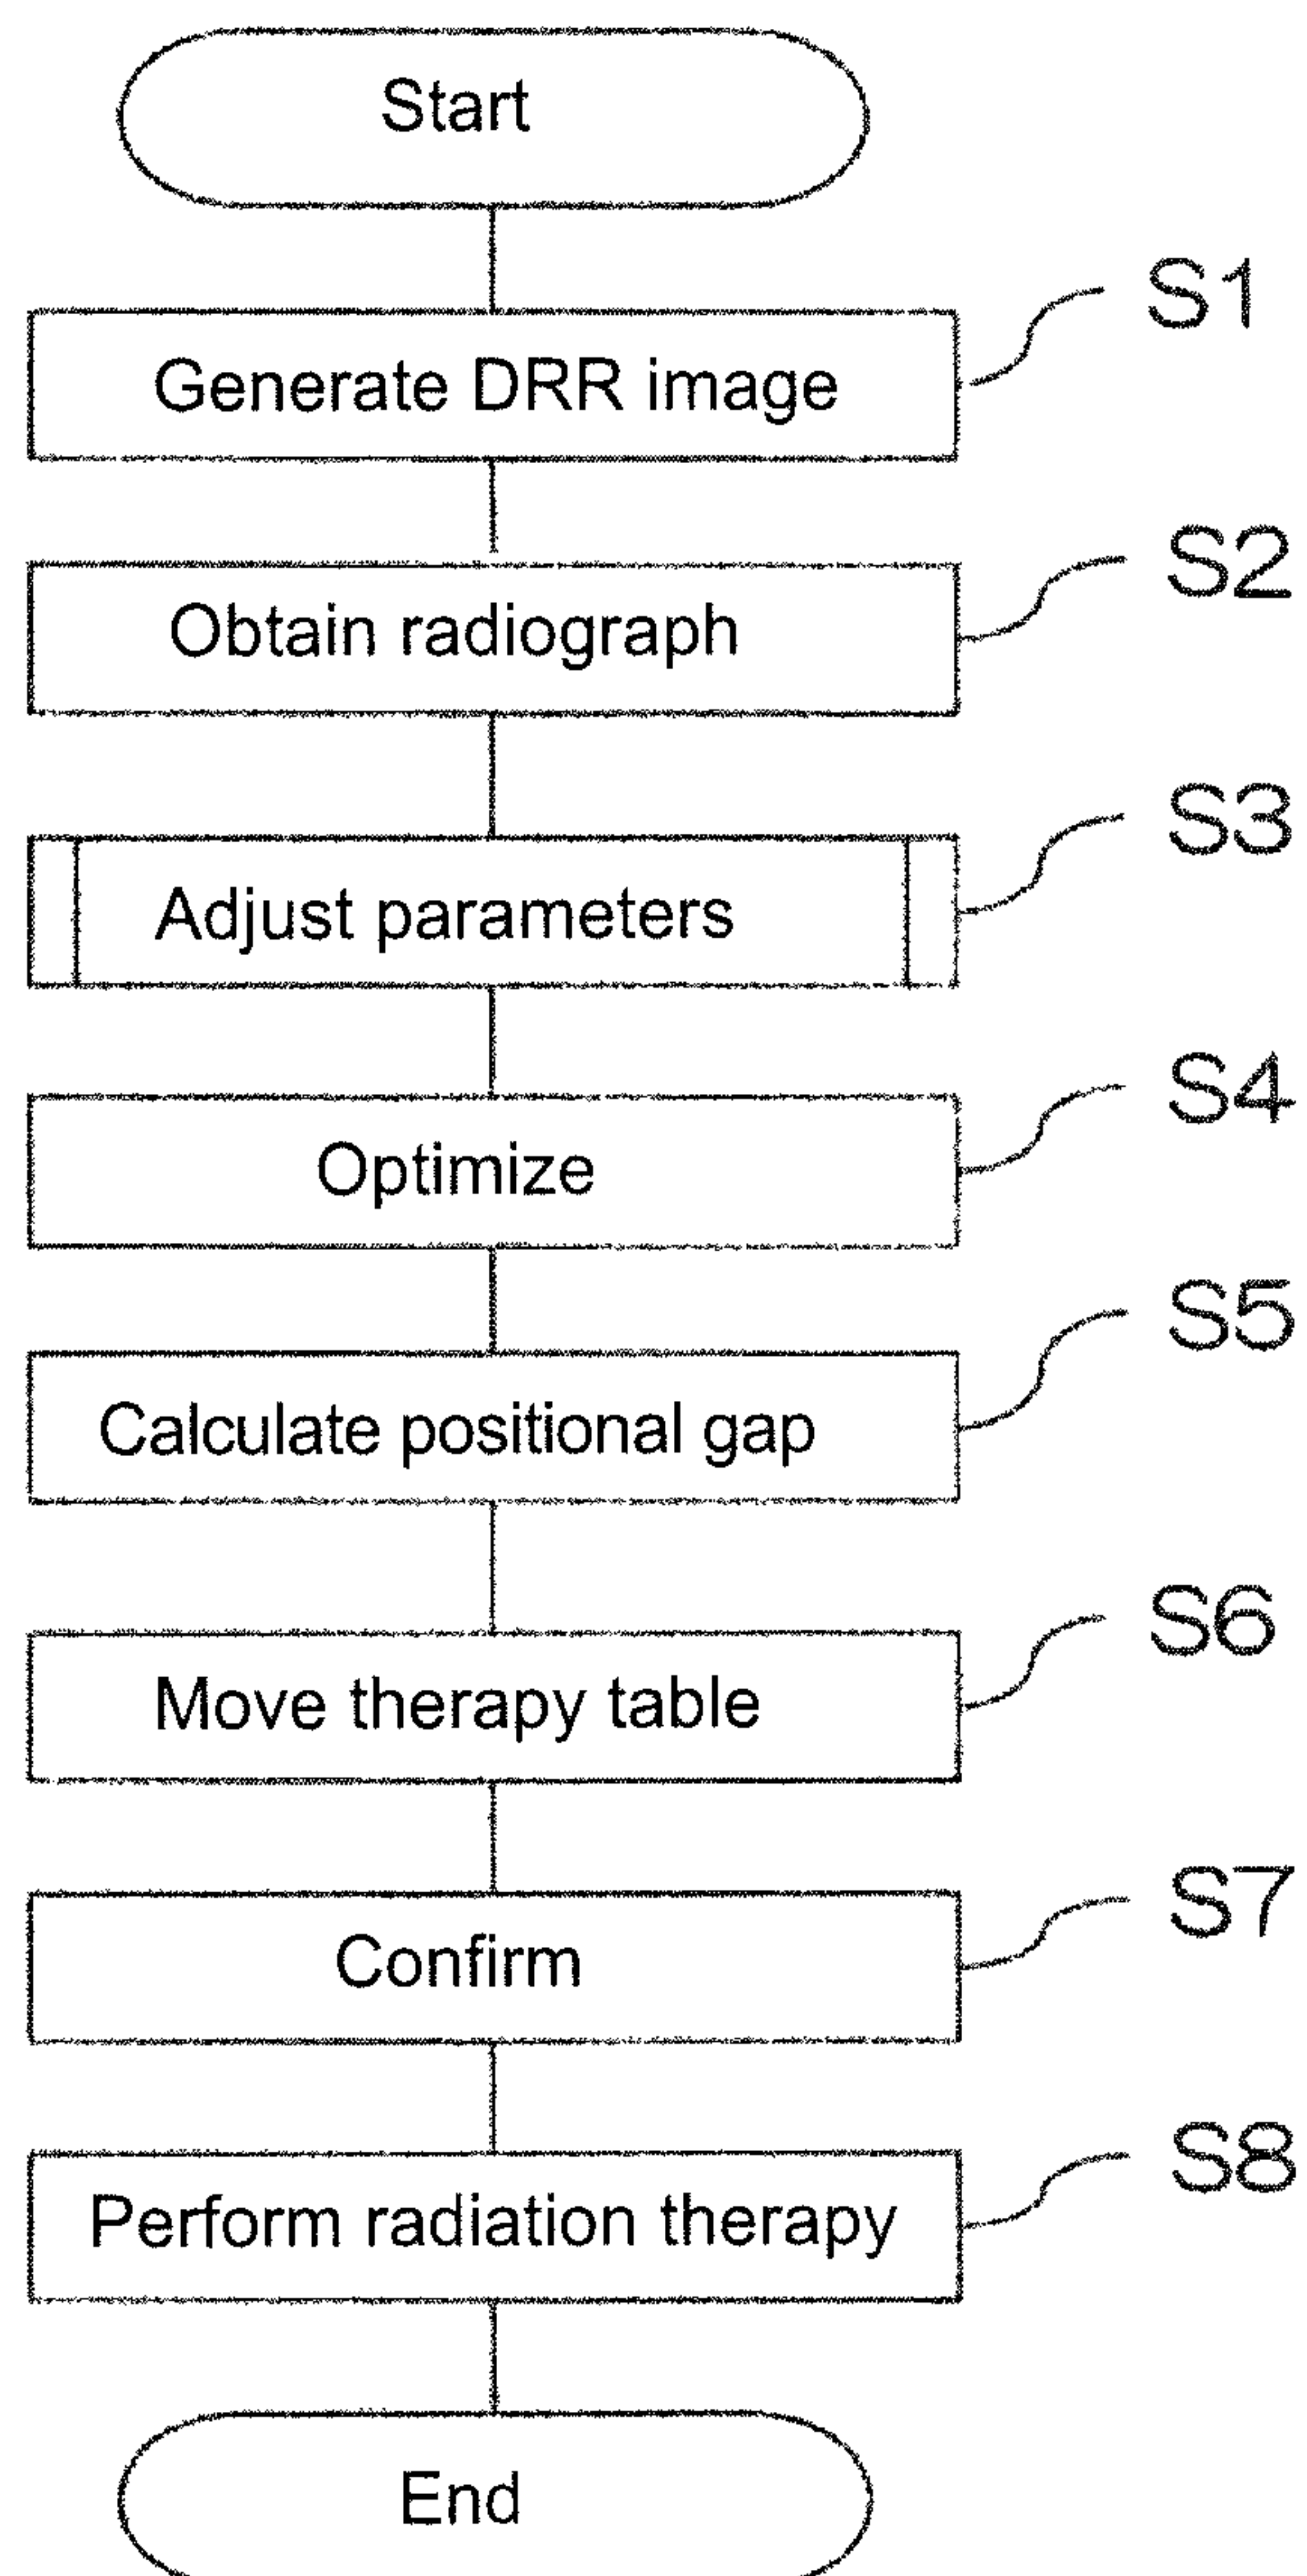 Start
S1
Generate DRR image
S2
Obtain radiograph
S3
Adjust parameters
S4
Optimize
S5
Calculate positional gap
S6
Move therapy table
S7
Confirm
S8
Perform radiation therapy
End